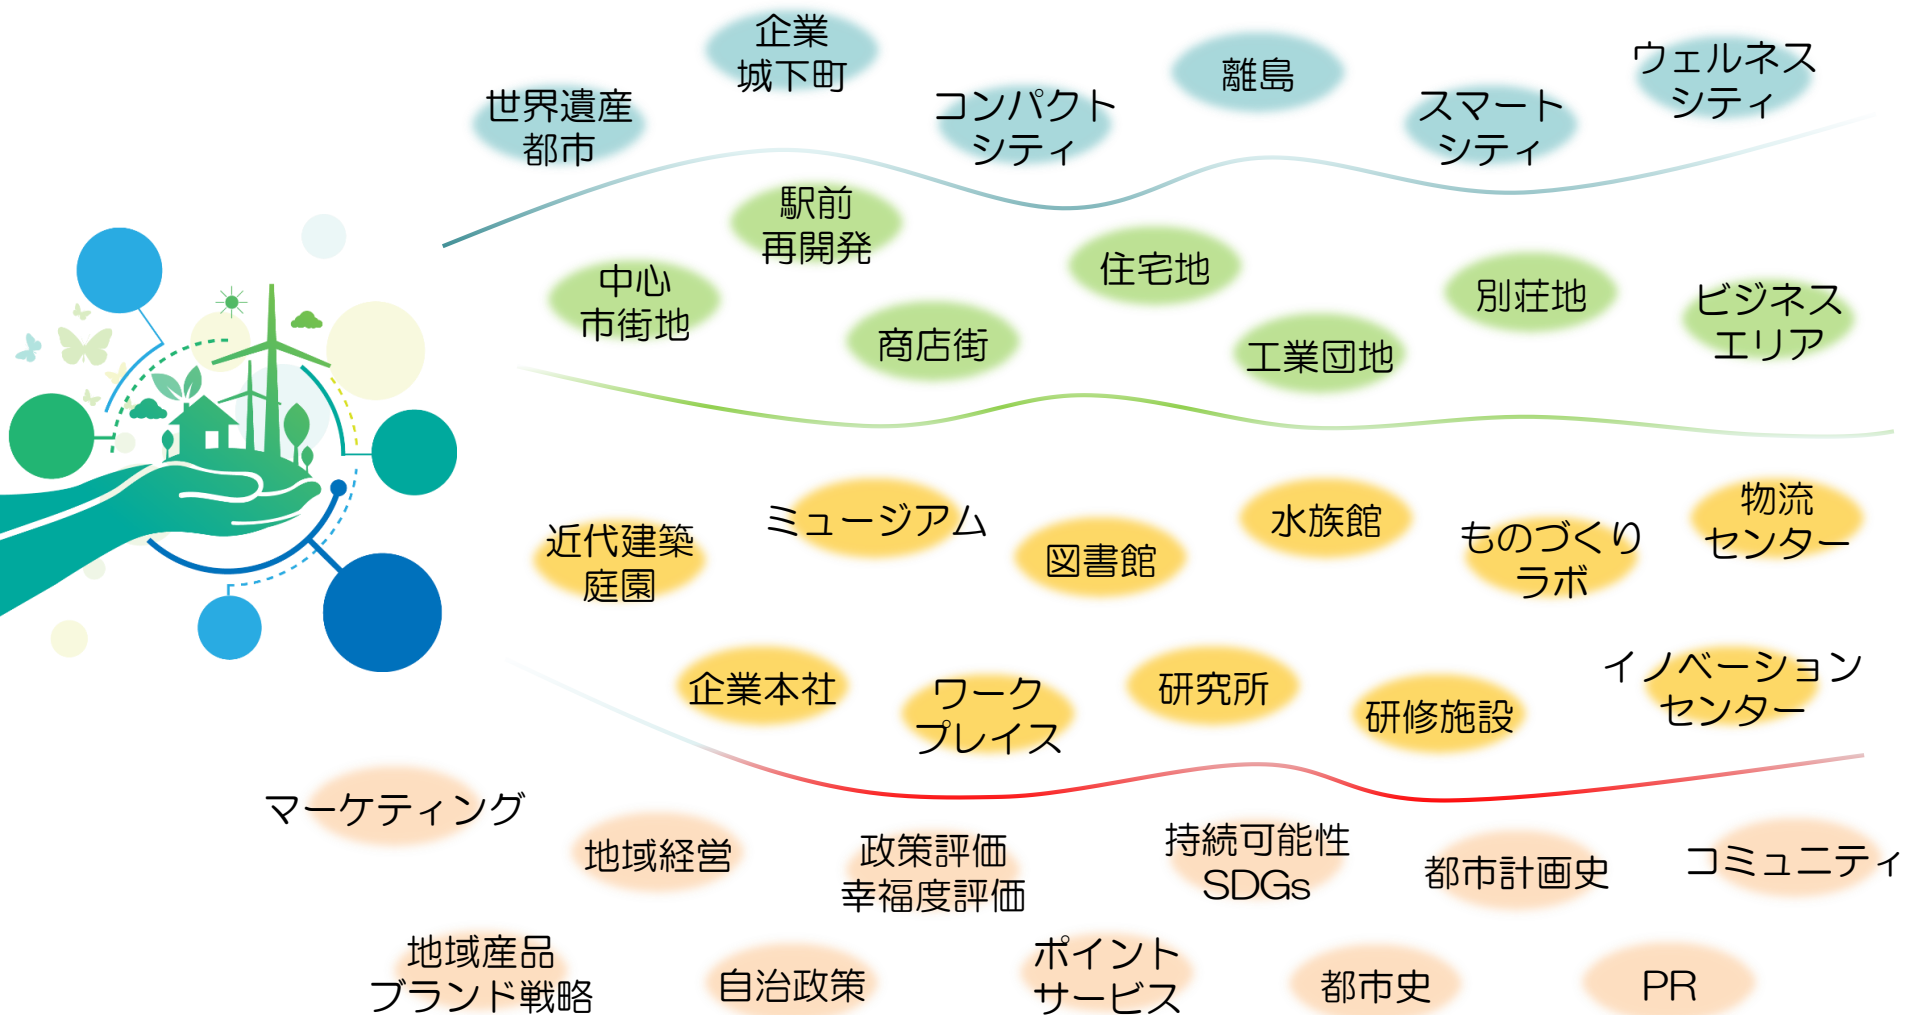 世界遺産
都市
企業
城下町
コンパクト
シティ
離島
スマート
シティ
ウェルネス
シティ
中心
市街地
駅前
再開発
商店街
住宅地
工業団地
別荘地
ビジネス
エリア
近代建築
庭園
ミュージアム
図書館
水族館
ものづくり
ラボ
物流
センター
企業本社
ワーク
プレイス
研究所
研修施設
イノベーション
センター
マーケティング
地域経営
政策評価
幸福度評価
持続可能性
SDGs
都市計画史
コミュニティ
地域産品
ブランド戦略
自治政策
ポイント
サービス
都市史
PR